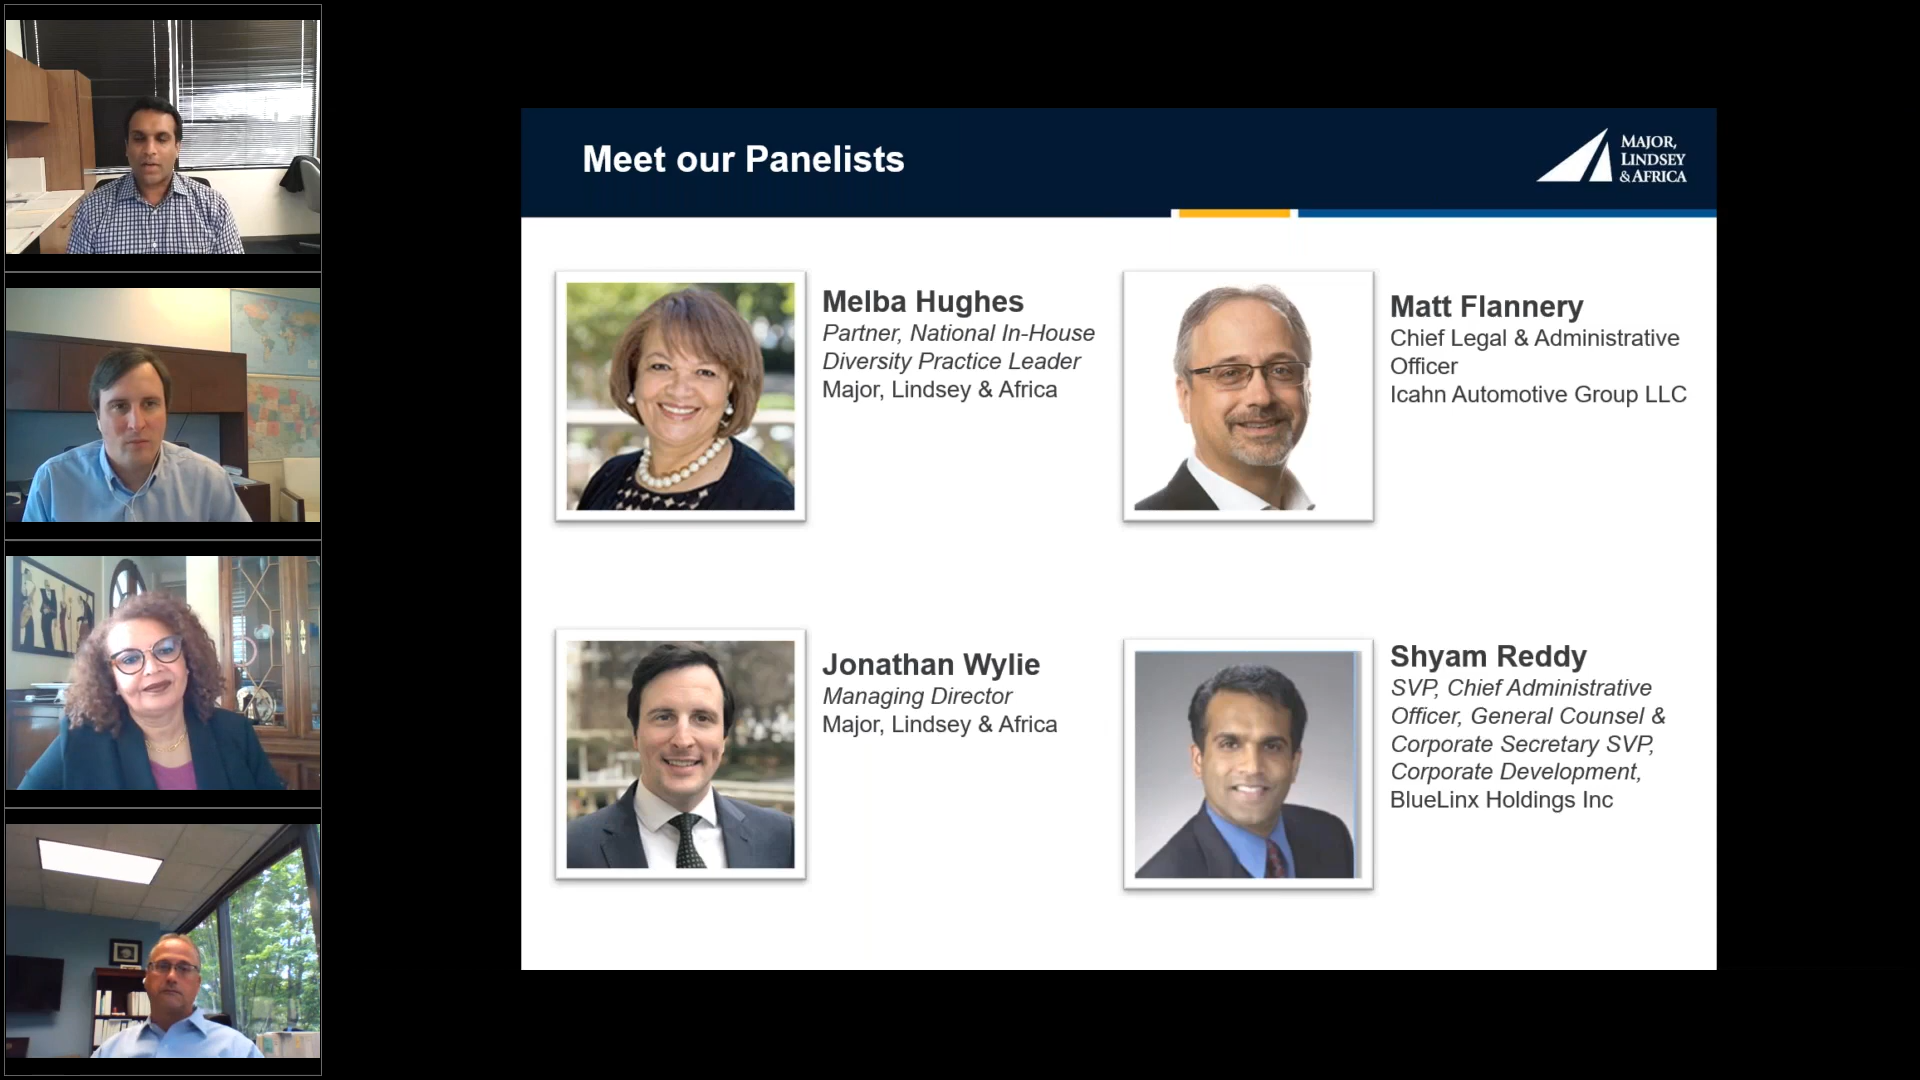 Meet our Panelists
MAJOR,
LINDSEY
& AFRICA
Melba Hughes
Partner, National In-House
Diversity Practice Leader
Major, Lindsey & Africa
Matt Flannery
Chief Legal & Administrative
Officer
Icahn Automotive Group LLC
Jonathan Wylie
Managing Director
Major, Lindsey & Africa
Shyam Reddy
SVP, Chief Administrative
Officer, General Counsel &
Corporate Secretary SVP,
Corporate Development,
BlueLinx Holdings Inc